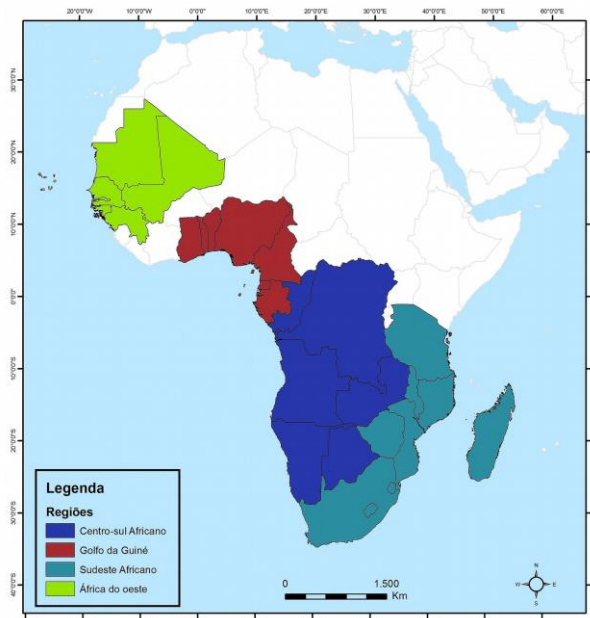 20°0'0"W 10°0'0"W 0°0'0" 10°0'0"E 20°0'0"E 30°0'0"E 40°0'0"E 50°0'0"E 60°0'0"E
30°0'0"N
20°0'0"N
10°0'0"N
0°0'0"
10°0'0"S
20°0'0"S
30°0'0"S
40°0'0"S
Legenda
Regiões
Centro-sul Africano
Golfo da Guiné
Sudeste Africano
África do oeste
0 1.500
Km
N
W E
S